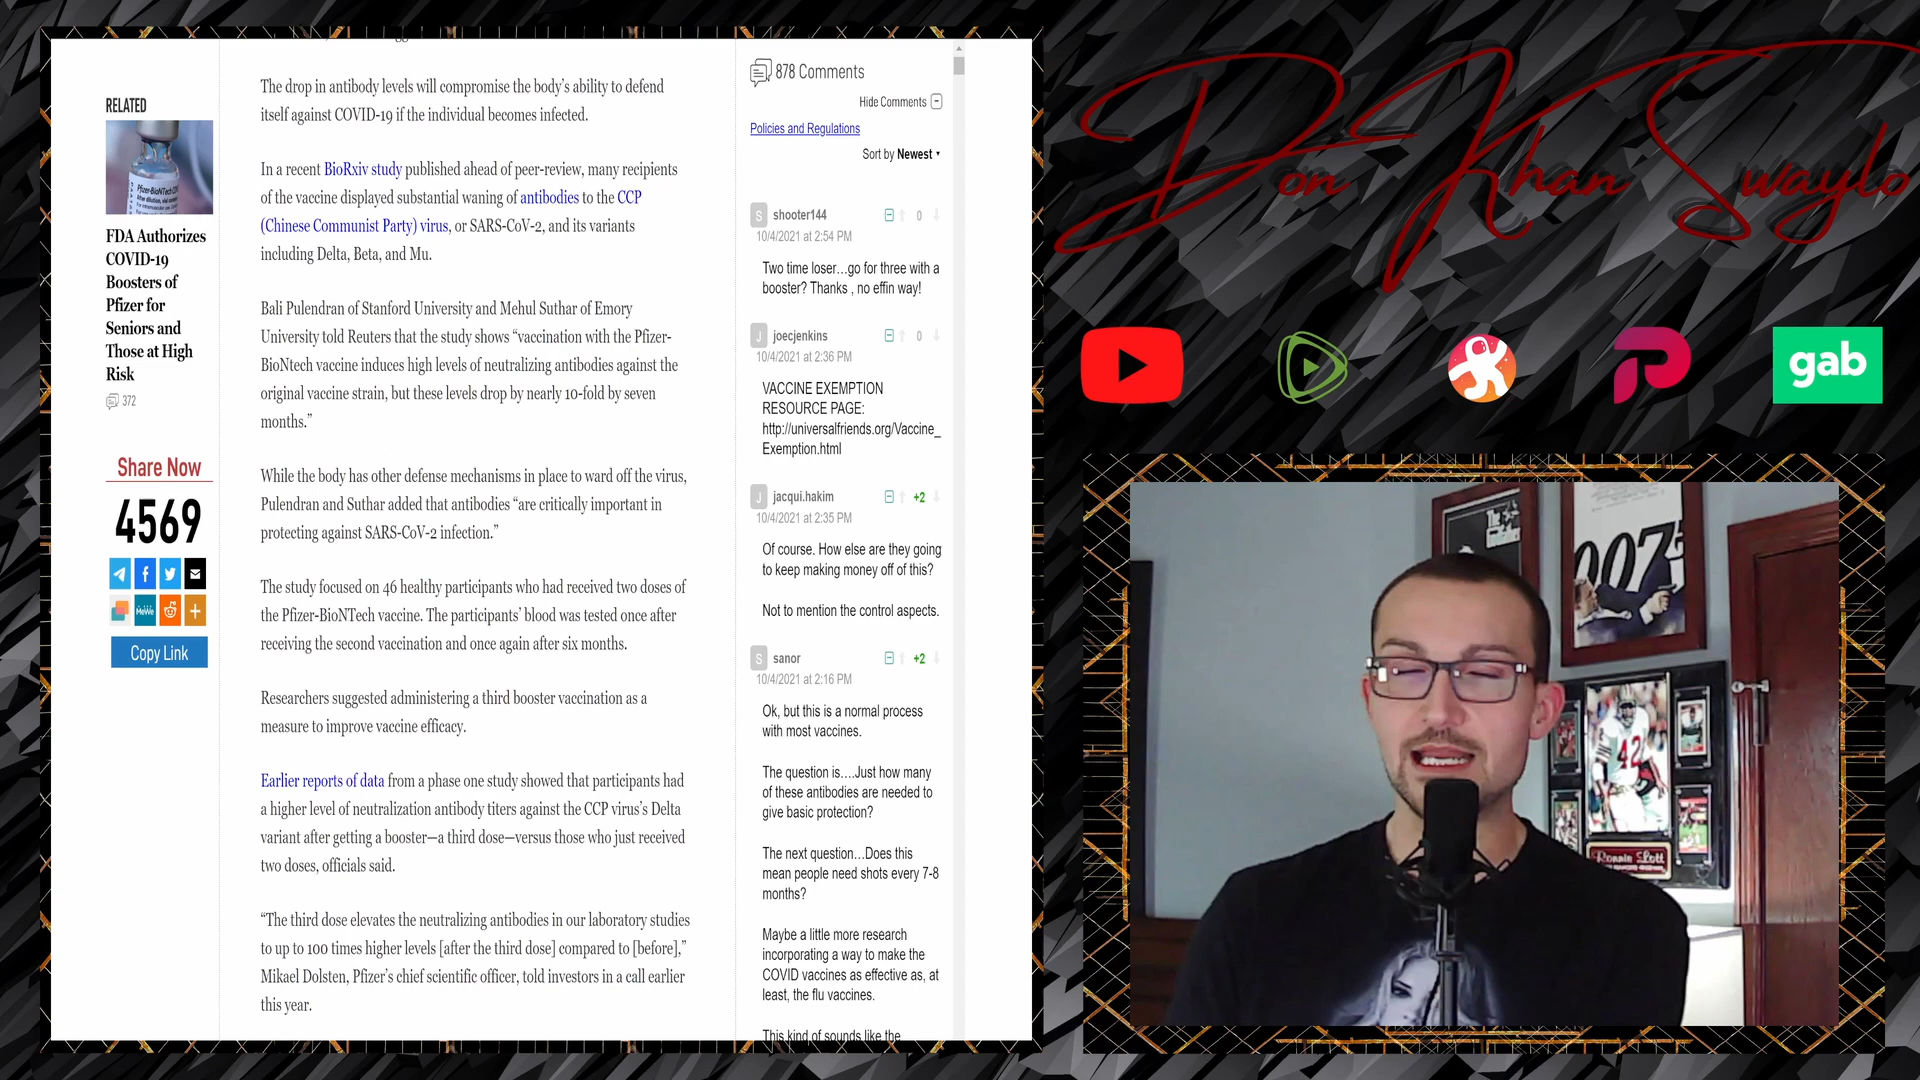 RELATED
Pfizer-BioNTech
FDA Authorizes
COVID-19
Boosters of
Pfizer for
Seniors and
Those at High
Risk
372
Share Now
4569
MeWe
Copy Link
The drop in antibody levels will compromise the body’s ability to defend
itself against COVID-19 if the individual becomes infected.
In a recent BioRxiv study published ahead of peer-review, many recipients
of the vaccine displayed substantial waning of antibodies to the CCP
(Chinese Communist Party) virus, or SARS-CoV-2, and its variants
including Delta, Beta, and Mu.
Bali Pulendran of Stanford University and Mehul Suthar of Emory
University told Reuters that the study shows “vaccination with the Pfizer-
BioNtech vaccine induces high levels of neutralizing antibodies against the
original vaccine strain, but these levels drop by nearly 10-fold by seven
months.”
While the body has other defense mechanisms in place to ward off the virus,
Pulendran and Suthar added that antibodies “are critically important in
protecting against SARS-CoV-2 infection.”
The study focused on 46 healthy participants who had received two doses of
the Pfizer-BioNTech vaccine. The participants’ blood was tested once after
receiving the second vaccination and once again after six months.
Researchers suggested administering a third booster vaccination as a
measure to improve vaccine efficacy.
Earlier reports of data from a phase one study showed that participants had
a higher level of neutralization antibody titers against the CCP virus’s Delta
variant after getting a booster—a third dose—versus those who just received
two doses, officials said.
“The third dose elevates the neutralizing antibodies in our laboratory studies
to up to 100 times higher levels [after the third dose] compared to [before],”
Mikael Dolsten, Pfizer’s chief scientific officer, told investors in a call earlier
this year.
878 Comments
Hide Comments
Policies and Regulations
Sort by Newest
S shooter144 0
10/4/2021 at 2:54 PM
Two time loser...go for three with a
booster? Thanks , no effin way!
J joecjenkins 0
10/4/2021 at 2:36 PM
VACCINE EXEMPTION
RESOURCE PAGE:
http://universalfriends.org/Vaccine_
Exemption.html
J jacqui.hakim +2
10/4/2021 at 2:35 PM
Of course. How else are they going
to keep making money off of this?
Not to mention the control aspects.
S sanor +2
10/4/2021 at 2:16 PM
Ok, but this is a normal process
with most vaccines.
The question is....Just how many
of these antibodies are needed to
give basic protection?
The next question...Does this
mean people need shots every 7-8
months?
Maybe a little more research
incorporating a way to make the
COVID vaccines as effective as, at
least, the flu vaccines.
This kind of sounds like the
Don Khan Swaylo
gab
The Godfather
007
42
Ronnie Lott